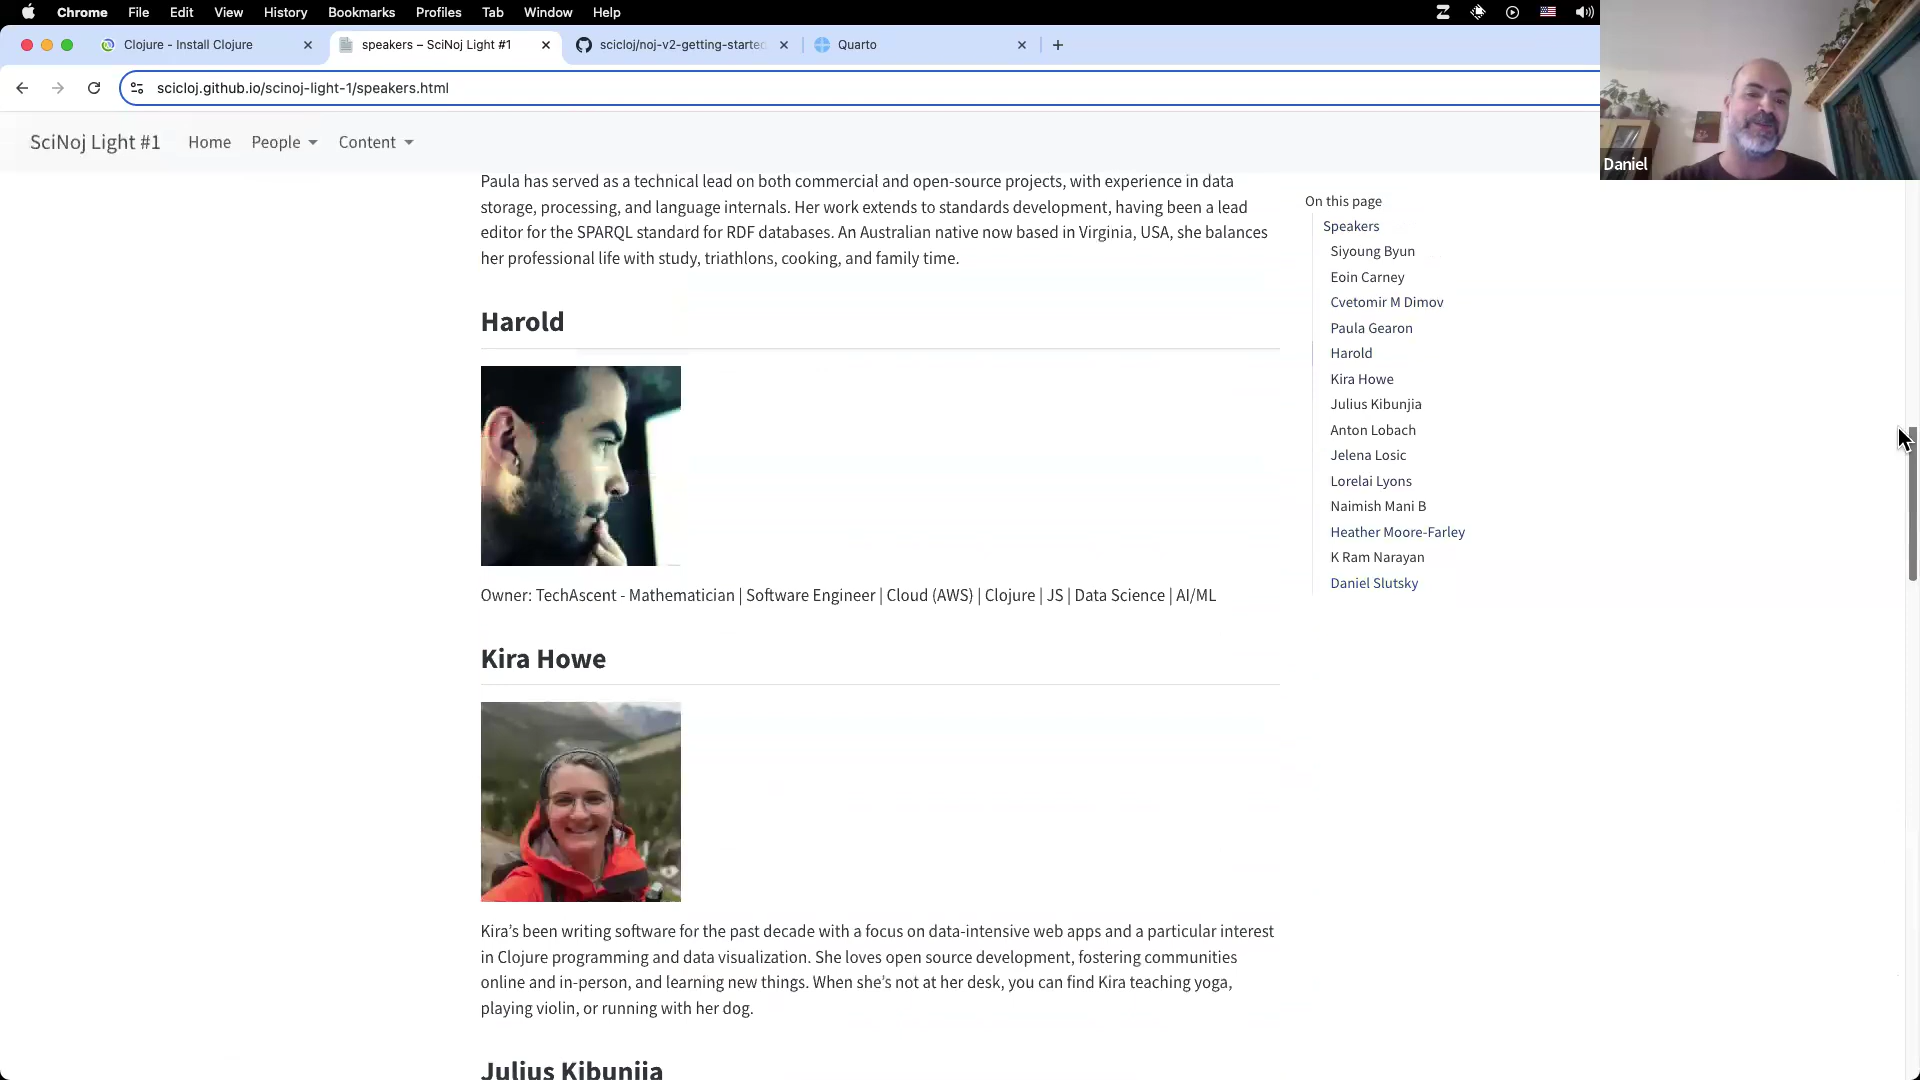 Chrome File Edit View History Bookmarks Profiles Tab Window Help
Clojure - Install Clojure
speakers – SciNoj Light #1
scicloj/noj-v2-getting-started
Quarto
scicloj.github.io/scinoj-light-1/speakers.html
Daniel
SciNoj Light #1 Home People Content
Paula has served as a technical lead on both commercial and open-source projects, with experience in data
storage, processing, and language internals. Her work extends to standards development, having been a lead
editor for the SPARQL standard for RDF databases. An Australian native now based in Virginia, USA, she balances
her professional life with study, triathlons, cooking, and family time.
Harold
Owner: TechAscent - Mathematician | Software Engineer | Cloud (AWS) | Clojure | JS | Data Science | AI/ML
Kira Howe
Kira’s been writing software for the past decade with a focus on data-intensive web apps and a particular interest
in Clojure programming and data visualization. She loves open source development, fostering communities
online and in-person, and learning new things. When she’s not at her desk, you can find Kira teaching yoga,
playing violin, or running with her dog.
Julius Kibunjia
On this page
Speakers
Siyoung Byun
Eoin Carney
Cvetomir M Dimov
Paula Gearon
Harold
Kira Howe
Julius Kibunjia
Anton Lobach
Jelena Losic
Lorelai Lyons
Naimish Mani B
Heather Moore-Farley
K Ram Narayan
Daniel Slutsky